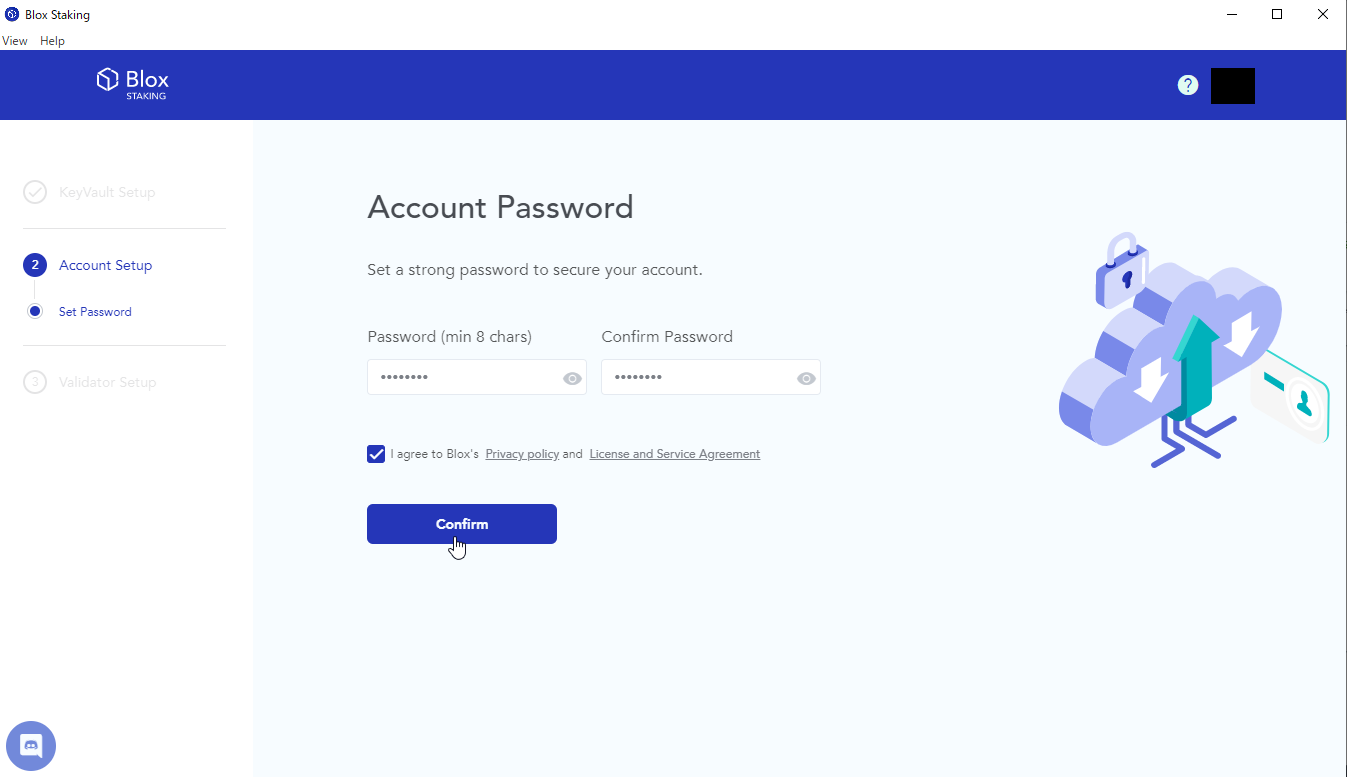 Blox Staking
View Help
Blox
STAKING
?
KeyVault Setup
2 Account Setup
Set Password
3 Validator Setup
Account Password
Set a strong password to secure your account.
Password (min 8 chars) Confirm Password
•••••••• ••••••••
I agree to Blox's Privacy policy and License and Service Agreement
Confirm